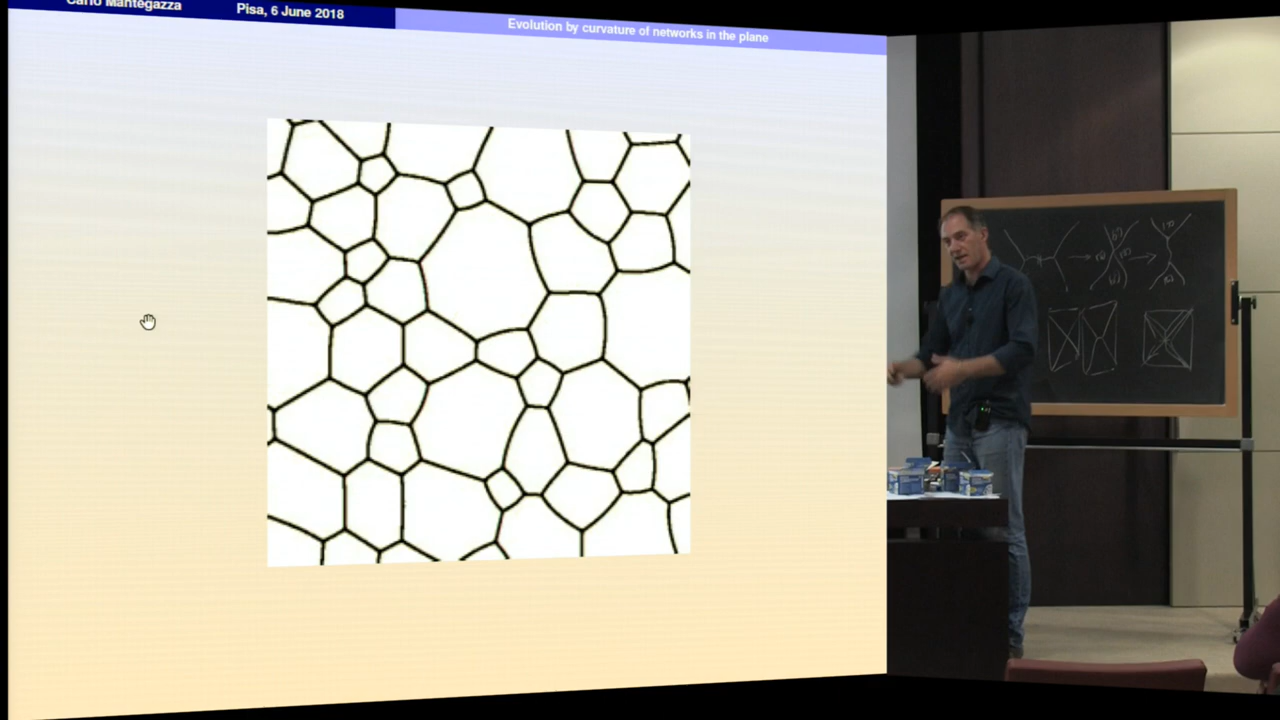 Carlo Mantegazza
Pisa, 6 June 2018
Evolution by curvature of networks in the plane